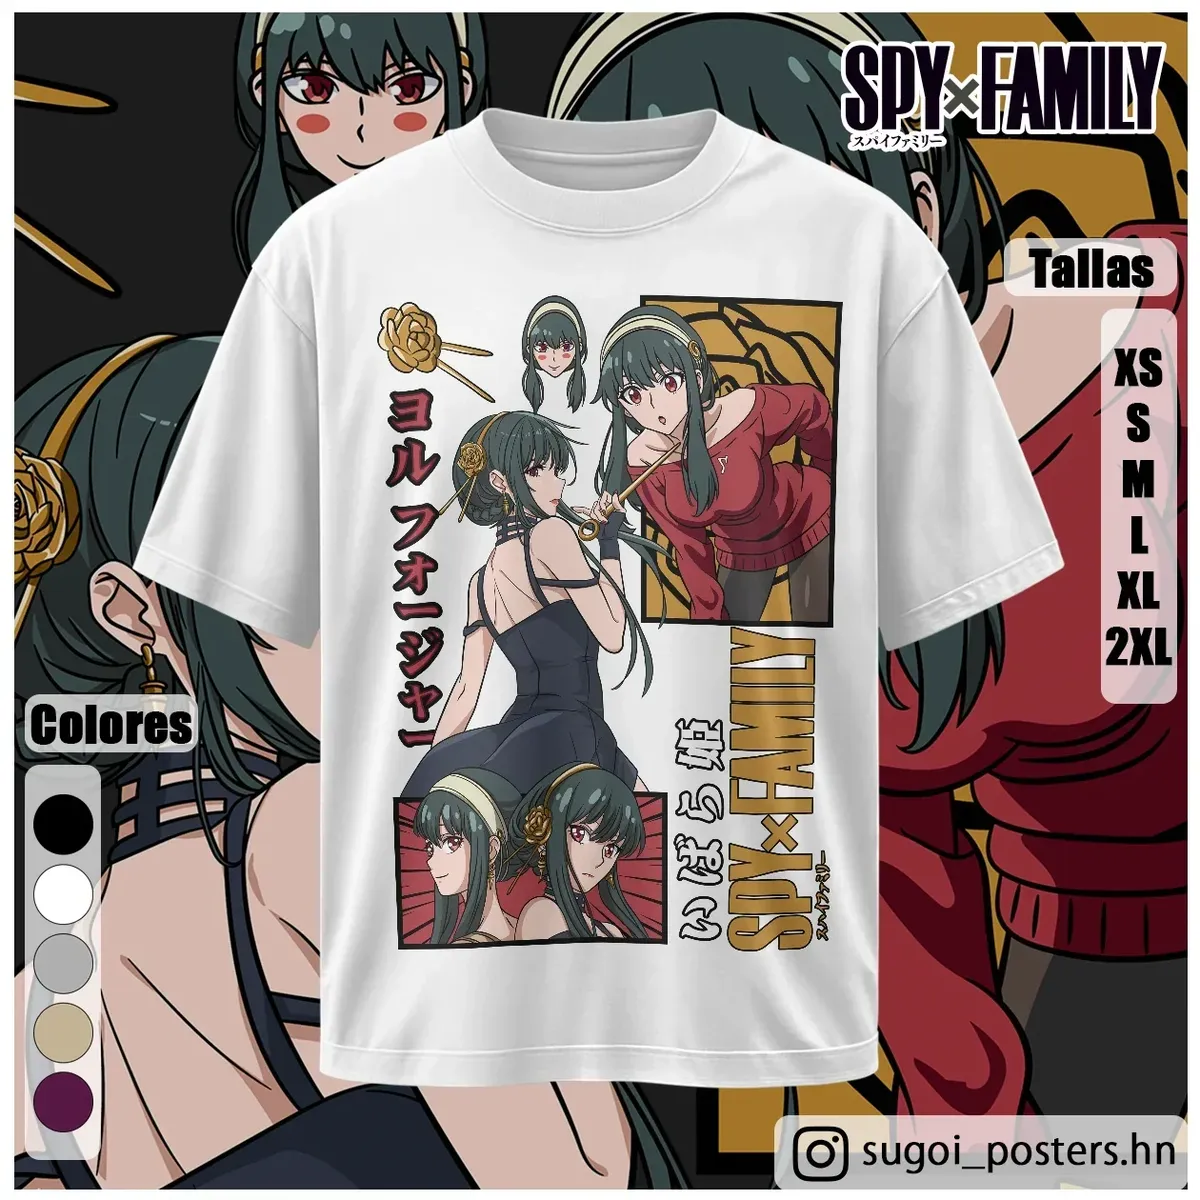 SPY×FAMILY
スパイファミリー
Tallas
XS
S
M
L
XL
2XL
ヨル フォージャー
いばら姫
SPY×FAMILY
スパイファミリー
Colores
sugoi_posters.hn